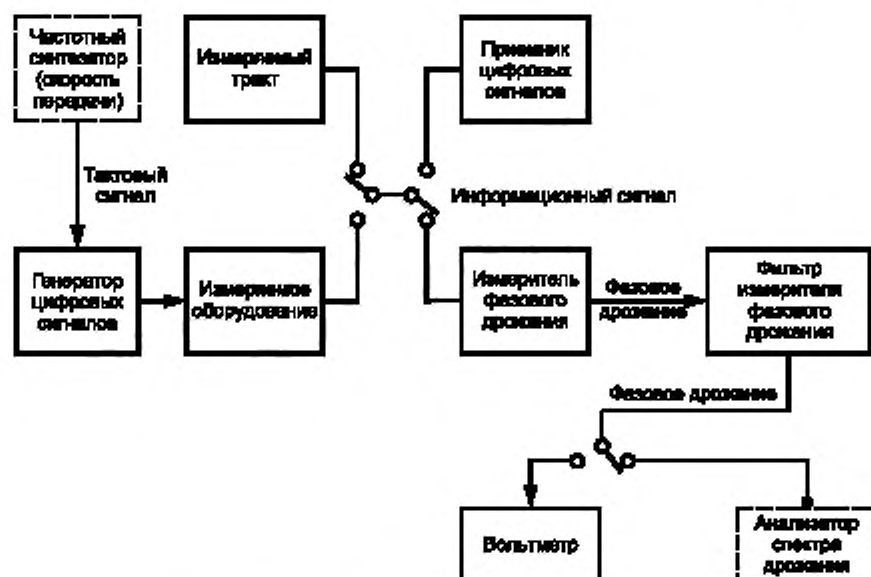 Частотный
синтезатор
(скорость
передачи)
Измеряемый
тракт
Приемник
цифровых
сигналов
Тактовый
сигнал
Информационный сигнал
Генератор
цифровых
сигналов
Измеряемое
оборудование
Измеритель
фазового
дрожания
Фазовое
дрожание
Фильтр
измерителя
фазового
дрожания
Фазовое дрожание
Вольтметр
Анализатор
спектра
дрожания